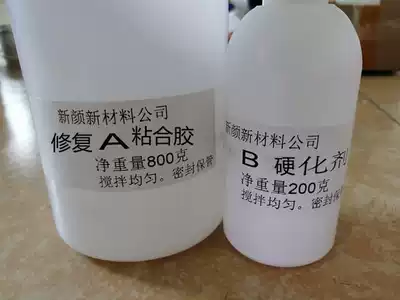 新颜新材料公司
修复A粘合胶
净重量800克
搅拌均匀。密封保管
新颜新材料公司
B 硬化剂
净重量200克
搅拌均匀。密封保